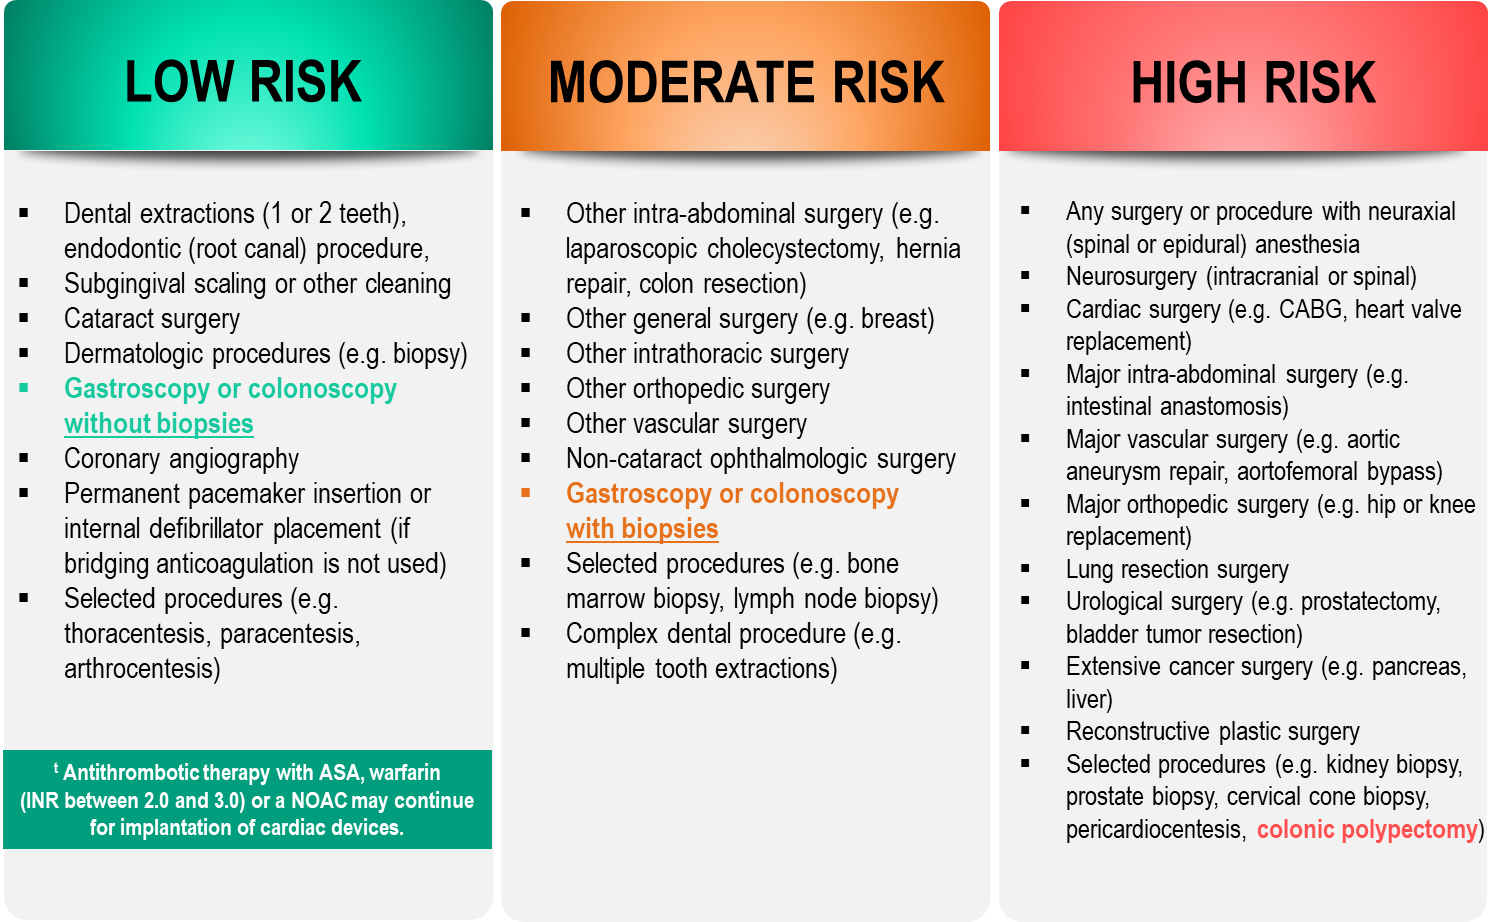 LOW RISK
▪ Dental extractions (1 or 2 teeth),
endodontic (root canal) procedure,
▪ Subgingival scaling or other cleaning
▪ Cataract surgery
▪ Dermatologic procedures (e.g. biopsy)
▪ Gastroscopy or colonoscopy
without biopsies
▪ Coronary angiography
▪ Permanent pacemaker insertion or
internal defibrillator placement (if
bridging anticoagulation is not used)
▪ Selected procedures (e.g.
thoracentesis, paracentesis,
arthrocentesis)
t Antithrombotic therapy with ASA, warfarin
(INR between 2.0 and 3.0) or a NOAC may continue
for implantation of cardiac devices.
MODERATE RISK
▪ Other intra-abdominal surgery (e.g.
laparoscopic cholecystectomy, hernia
repair, colon resection)
▪ Other general surgery (e.g. breast)
▪ Other intrathoracic surgery
▪ Other orthopedic surgery
▪ Other vascular surgery
▪ Non-cataract ophthalmologic surgery
▪ Gastroscopy or colonoscopy
with biopsies
▪ Selected procedures (e.g. bone
marrow biopsy, lymph node biopsy)
▪ Complex dental procedure (e.g.
multiple tooth extractions)
HIGH RISK
▪ Any surgery or procedure with neuraxial
(spinal or epidural) anesthesia
▪ Neurosurgery (intracranial or spinal)
▪ Cardiac surgery (e.g. CABG, heart valve
replacement)
▪ Major intra-abdominal surgery (e.g.
intestinal anastomosis)
▪ Major vascular surgery (e.g. aortic
aneurysm repair, aortofemoral bypass)
▪ Major orthopedic surgery (e.g. hip or knee
replacement)
▪ Lung resection surgery
▪ Urological surgery (e.g. prostatectomy,
bladder tumor resection)
▪ Extensive cancer surgery (e.g. pancreas,
liver)
▪ Reconstructive plastic surgery
▪ Selected procedures (e.g. kidney biopsy,
prostate biopsy, cervical cone biopsy,
pericardiocentesis, colonic polypectomy)